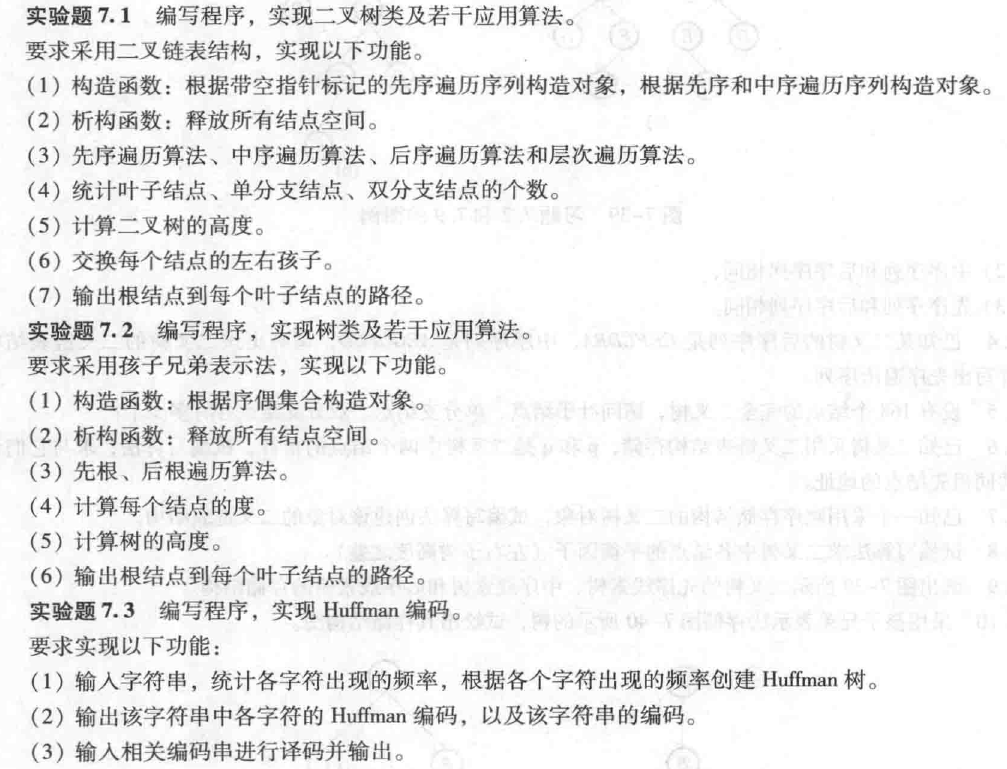 实验题 7.1 编写程序，实现二叉树类及若干应用算法。
要求采用二叉链表结构，实现以下功能。
(1) 构造函数：根据带空指针标记的先序遍历序列构造对象，根据先序和中序遍历序列构造对象。
(2) 析构函数：释放所有结点空间。
(3) 先序遍历算法、中序遍历算法、后序遍历算法和层次遍历算法。
(4) 统计叶子结点、单分支结点、双分支结点的个数。
(5) 计算二叉树的高度。
(6) 交换每个结点的左右孩子。
(7) 输出根结点到每个叶子结点的路径。
实验题 7.2 编写程序，实现树类及若干应用算法。
要求采用孩子兄弟表示法，实现以下功能。
(1) 构造函数：根据序偶集合构造对象。
(2) 析构函数：释放所有结点空间。
(3) 先根、后根遍历算法。
(4) 计算每个结点的度。
(5) 计算树的高度。
(6) 输出根结点到每个叶子结点的路径。
实验题 7.3 编写程序，实现 Huffman 编码。
要求实现以下功能：
(1) 输入字符串，统计各字符出现的频率，根据各个字符出现的频率创建 Huffman 树。
(2) 输出该字符串中各字符的 Huffman 编码，以及该字符串的编码。
(3) 输入相关编码串进行译码并输出。